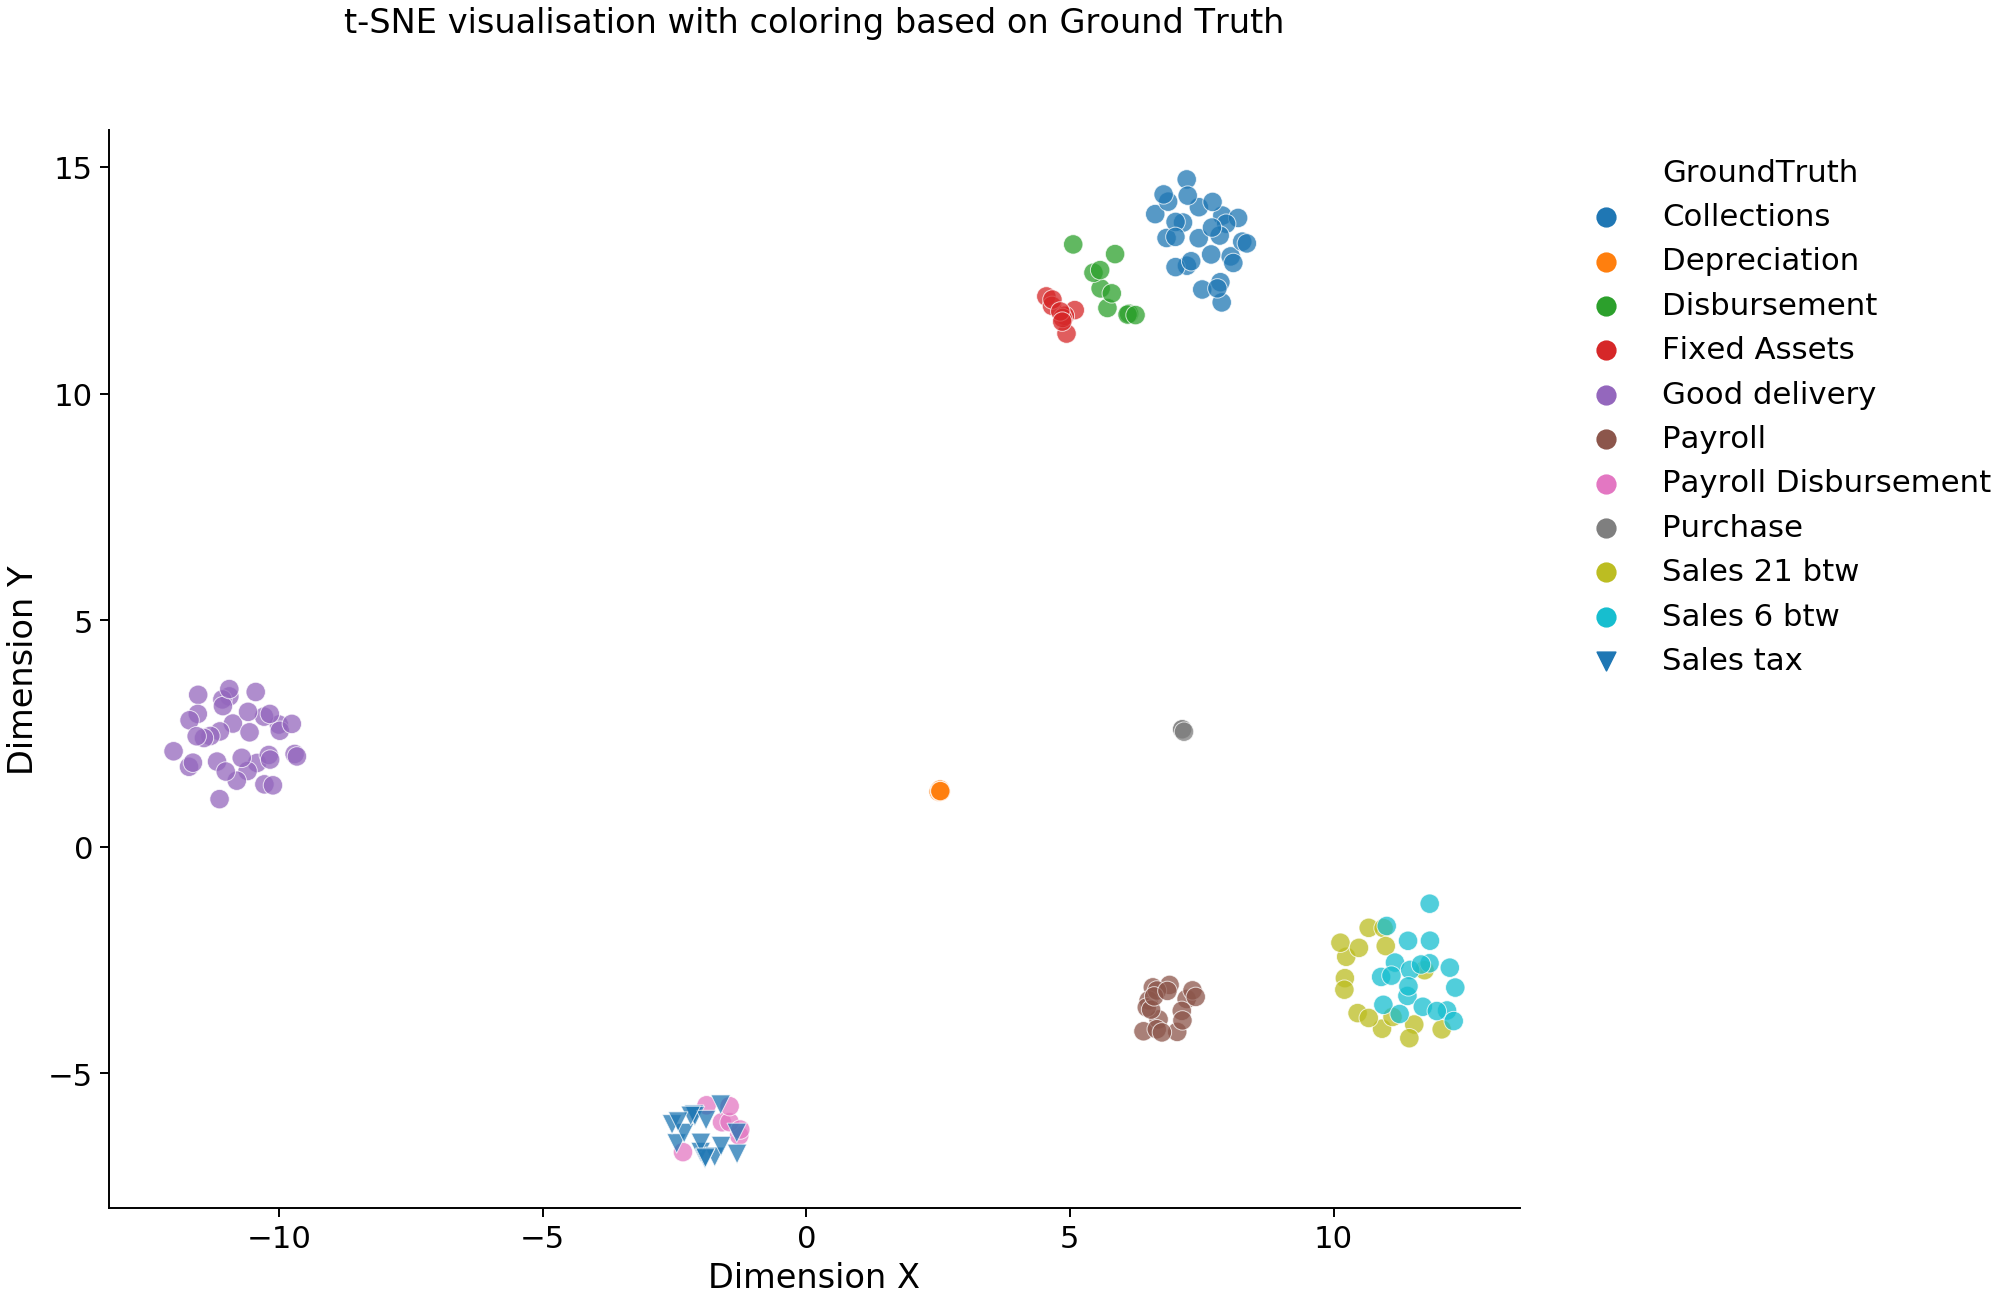 t-SNE visualisation with coloring based on Ground Truth
15
10
5
0
−5
Dimension Y
−10
−5
0
5
10
Dimension X
GroundTruth
Collections
Depreciation
Disbursement
Fixed Assets
Good delivery
Payroll
Payroll Disbursement
Purchase
Sales 21 btw
Sales 6 btw
Sales tax